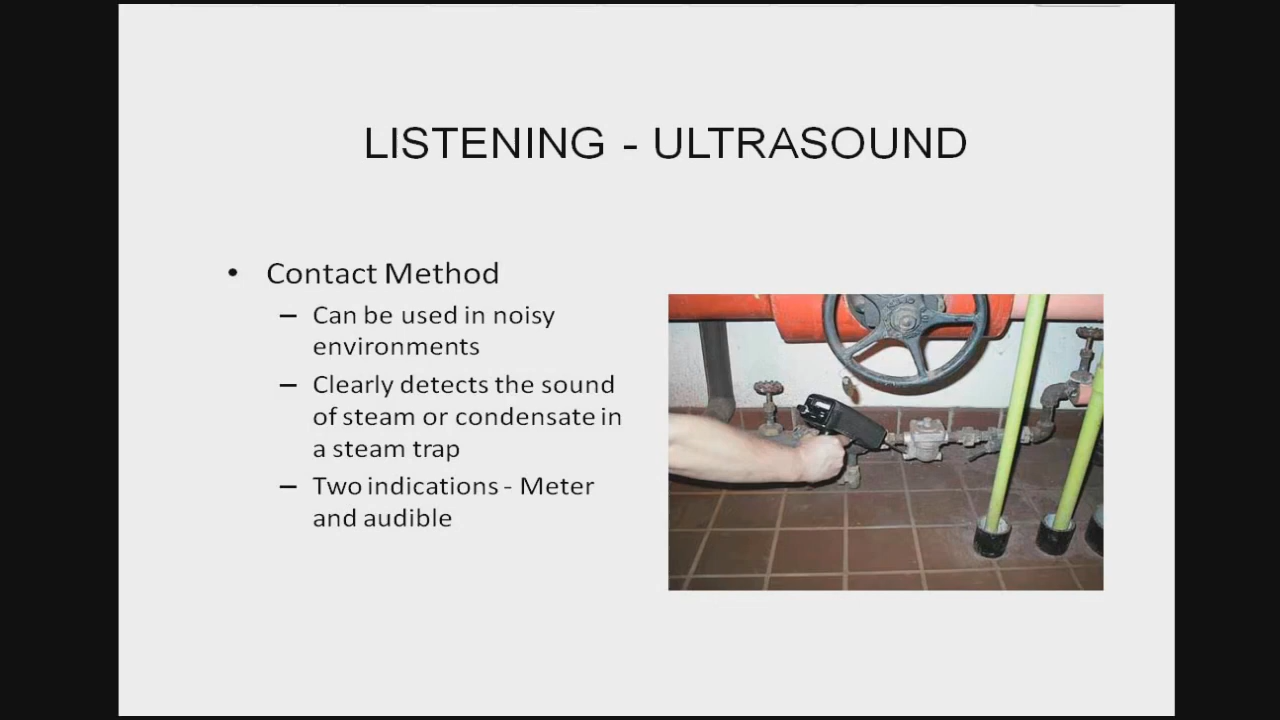 LISTENING - ULTRASOUND
• Contact Method
– Can be used in noisy
environments
– Clearly detects the sound
of steam or condensate in
a steam trap
– Two indications - Meter
and audible